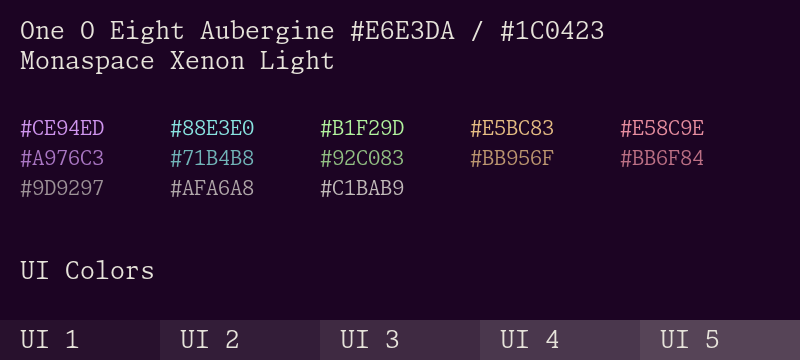 One O Eight Aubergine #E6E3DA / #1C0423
Monaspace Xenon Light
#CE94ED #88E3E0 #B1F29D #E5BC83 #E58C9E
#A976C3 #71B4B8 #92C083 #BB956F #BB6F84
#9D9297 #AFA6A8 #C1BAB9
UI Colors
UI 1 UI 2 UI 3 UI 4 UI 5